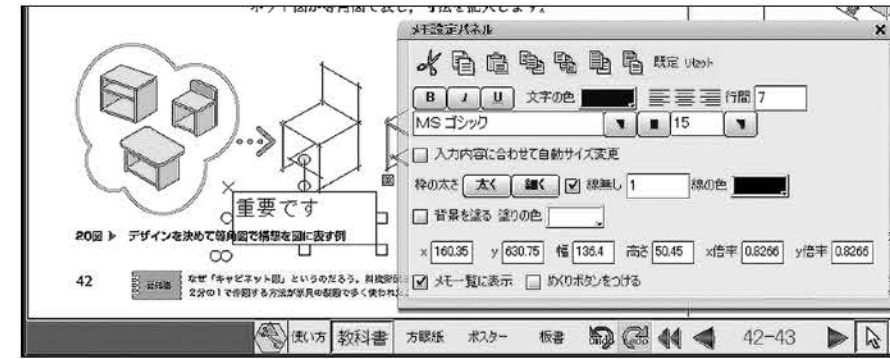 メモ設定パネル
既定 リセット
B I U 文字の色 行間 7
MS ゴシック 15
入力内容に合わせて自動サイズ変更
枠の太さ 太く 細く 線無し 1 線の色
背景を塗る 塗りの色
x 160.35 y 630.75 幅 136.4 高さ 50.45 x倍率 0.8266 y倍率 0.8266
メモ一覧に表示 めくりボタンをつける
重要です
20図 ▶ デザインを決めて等角図で構想を図に表す例
42
なぜ「キャビネット図」というのだろう。
2分の1で作図する方法が家具の製図で多く使われ
使い方 教科書 方眼紙 ポスター 板書 42-43